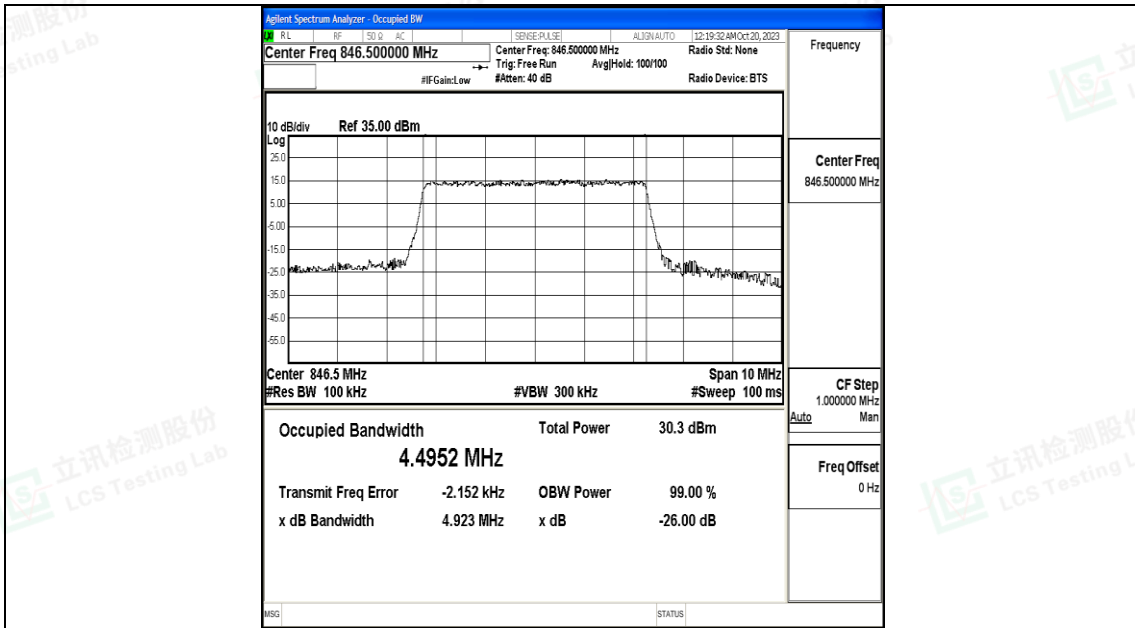 Agilent Spectrum Analyzer - Occupied BW
RL RF 50 Ω AC SENSE:PULSE ALIGN AUTO 12:19:32 AM Oct 20, 2023
Center Freq 846.500000 MHz
Center Freq: 846.500000 MHz
Radio Std: None
Trig: Free Run Avg|Hold: 100/100
#IFGain:Low
#Atten: 40 dB
Radio Device: BTS
Frequency
10 dB/div Ref 35.00 dBm
Log
25.0
15.0
5.00
-5.00
-15.0
-25.0
-35.0
-45.0
-55.0
Center Freq
846.500000 MHz
Center 846.5 MHz
Span 10 MHz
#Res BW 100 kHz
#VBW 300 kHz
#Sweep 100 ms
CF Step
1.000000 MHz
Auto Man
Occupied Bandwidth
4.4952 MHz
Total Power 30.3 dBm
Transmit Freq Error -2.152 kHz
OBW Power 99.00 %
x dB Bandwidth 4.923 MHz
x dB -26.00 dB
Freq Offset
0 Hz
MSG
STATUS
立讯检测股份
LCS Testing Lab
立讯检测股份
LCS Testing L
测股份
sting Lab